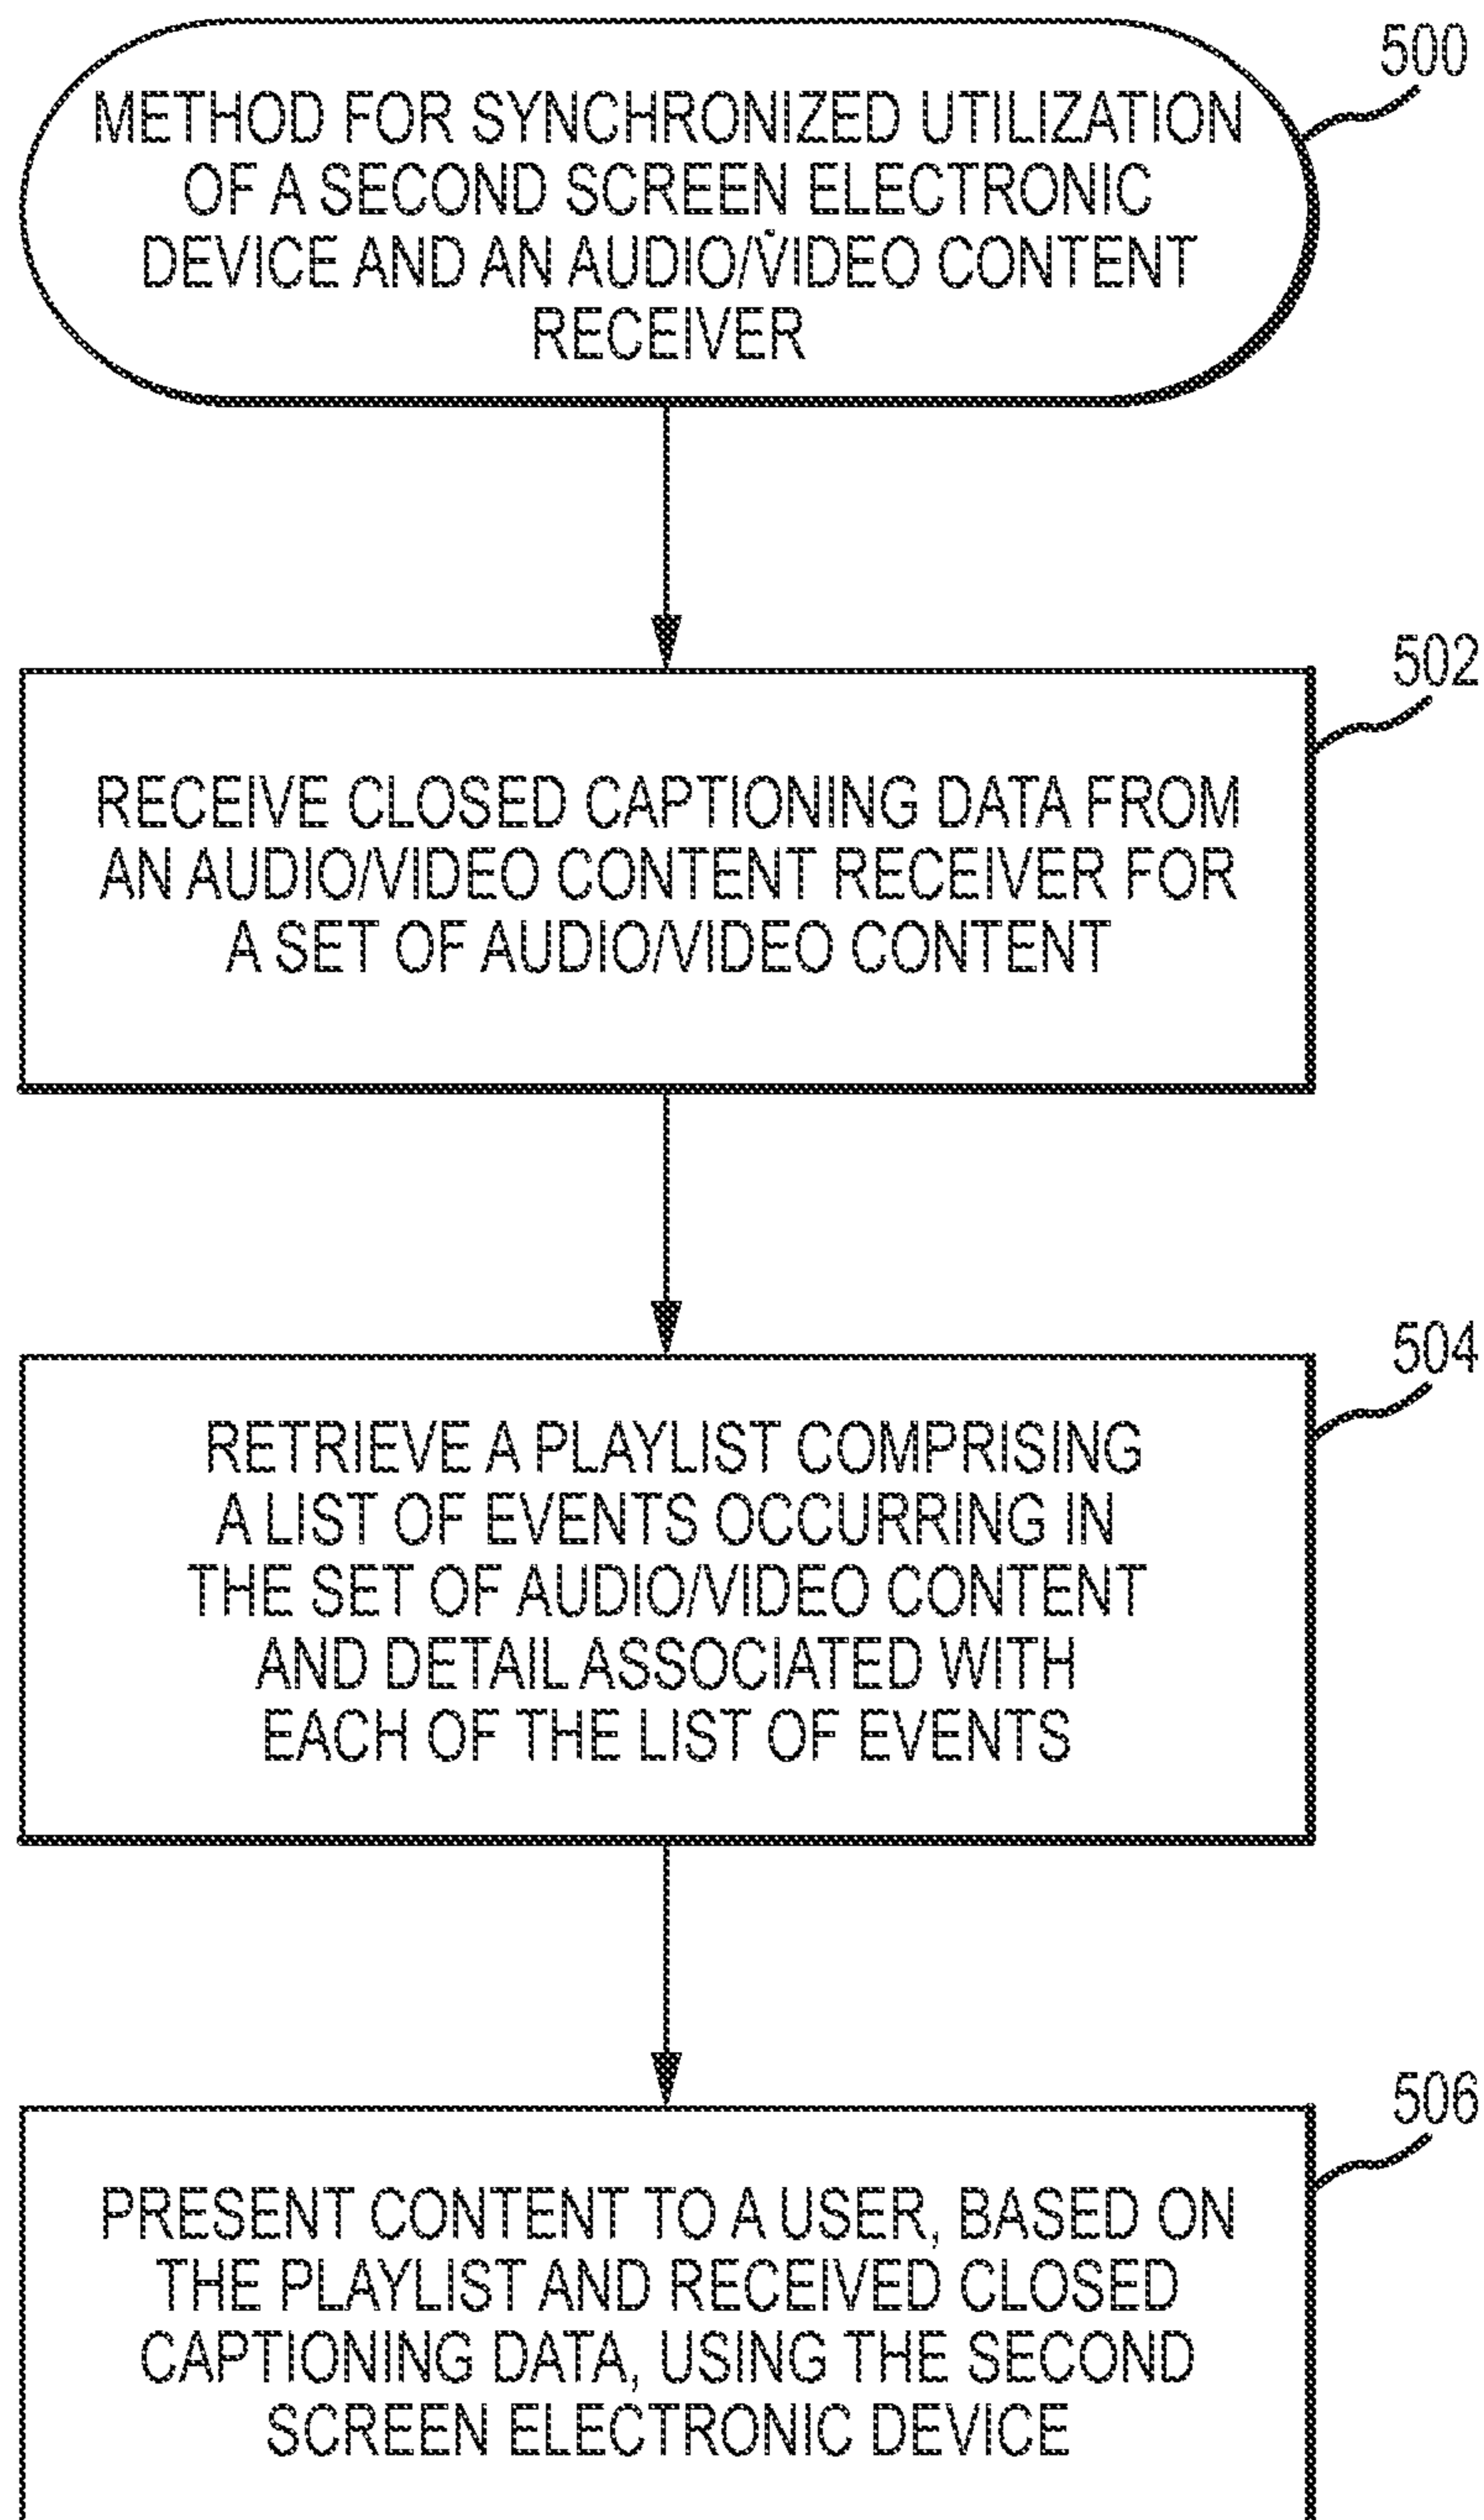 500
METHOD FOR SYNCHRONIZED UTILIZATION
OF A SECOND SCREEN ELECTRONIC
DEVICE AND AN AUDIO/VIDEO CONTENT
RECEIVER
502
RECEIVE CLOSED CAPTIONING DATA FROM
AN AUDIO/VIDEO CONTENT RECEIVER FOR
A SET OF AUDIO/VIDEO CONTENT
504
RETRIEVE A PLAYLIST COMPRISING
A LIST OF EVENTS OCCURRING IN
THE SET OF AUDIO/VIDEO CONTENT
AND DETAIL ASSOCIATED WITH
EACH OF THE LIST OF EVENTS
506
PRESENT CONTENT TO A USER, BASED ON
THE PLAYLIST AND RECEIVED CLOSED
CAPTIONING DATA, USING THE SECOND
SCREEN ELECTRONIC DEVICE